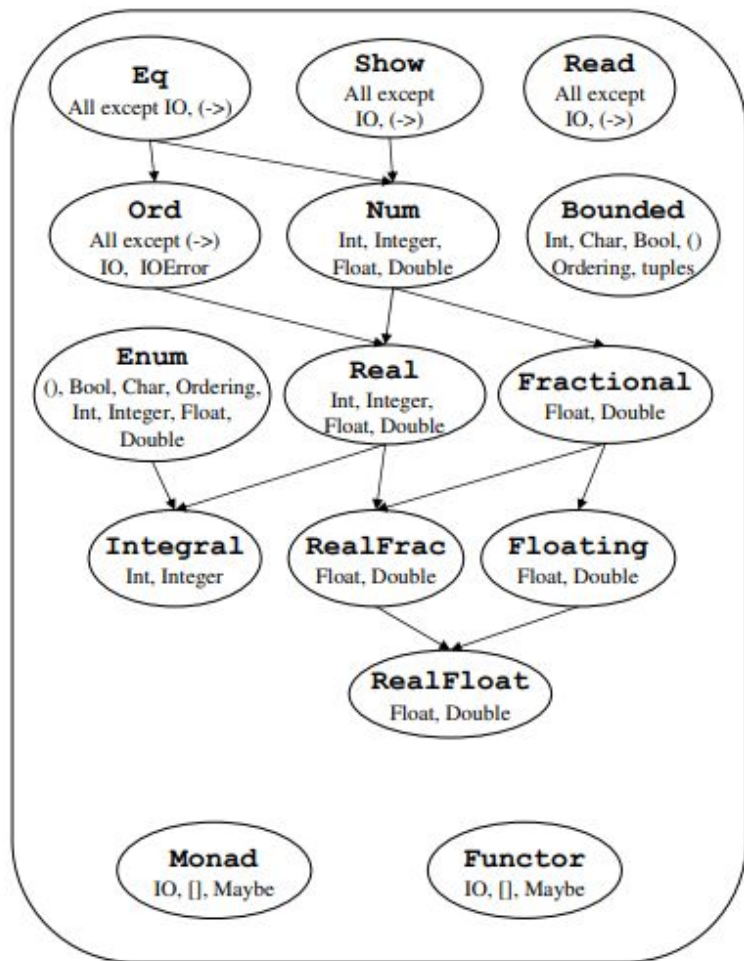 Eq
All except IO, (->)
Show
All except
IO, (->)
Read
All except
IO, (->)
Ord
All except (->)
IO, IOError
Num
Int, Integer,
Float, Double
Bounded
Int, Char, Bool, ()
Ordering, tuples
Enum
(), Bool, Char, Ordering,
Int, Integer, Float,
Double
Real
Int, Integer,
Float, Double
Fractional
Float, Double
Integral
Int, Integer
RealFrac
Float, Double
Floating
Float, Double
RealFloat
Float, Double
Monad
IO, [], Maybe
Functor
IO, [], Maybe